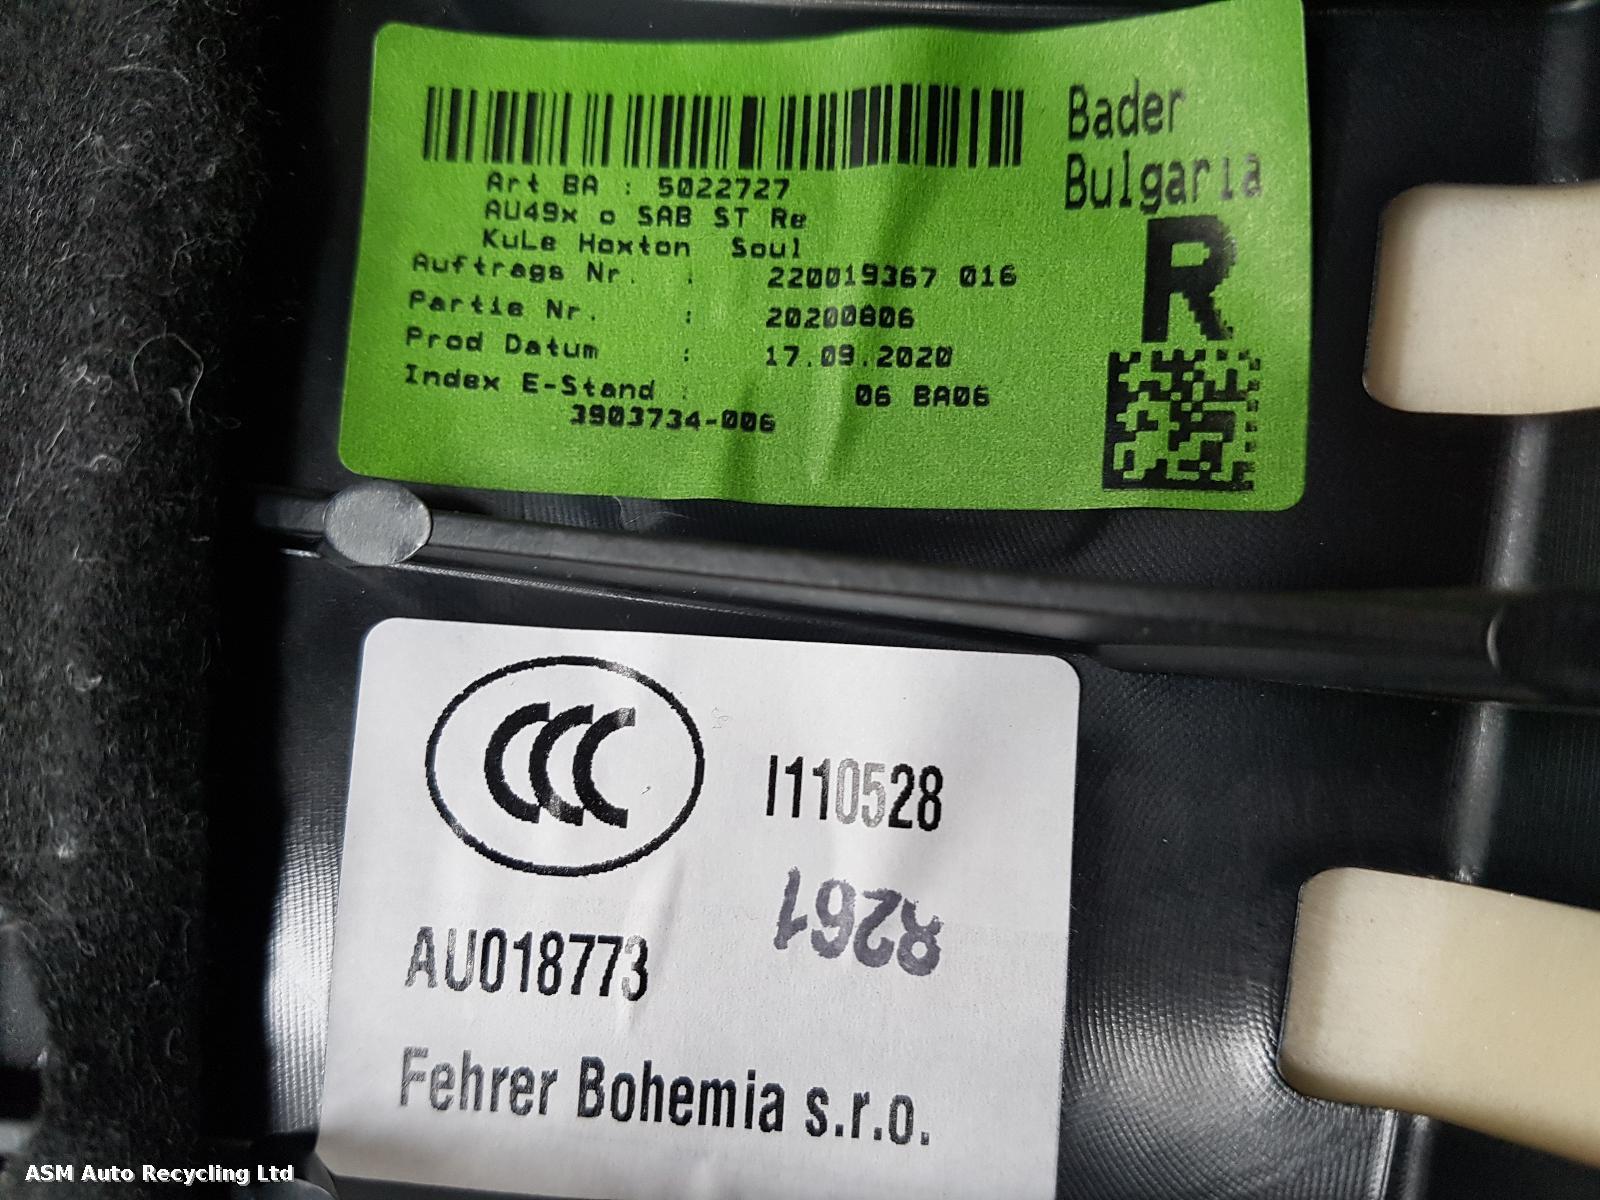 Bader
Bulgaria
R
Art BA : 5022727
AU49x o SAB ST Re
KuLe Hoxton Soul
Auftrags Nr. : 220019367 016
Partie Nr. : 20200806
Prod Datum : 17.09.2020
Index E-Stand : 06 BA06
3903734-006
CCC
I110528
R261
AU018773
Fehrer Bohemia s.r.o.
ASM Auto Recycling Ltd